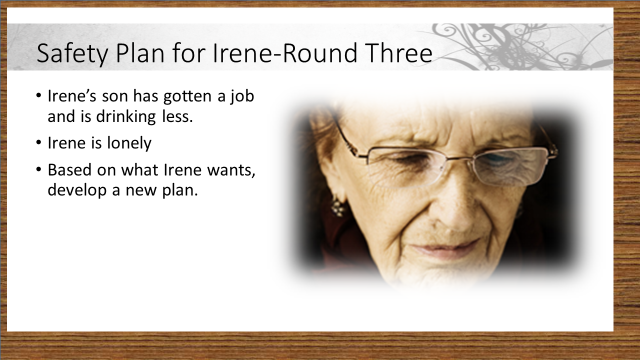 Safety Plan for Irene-Round Three
• Irene's son has gotten a job
and is drinking less.
• Irene is lonely
• Based on what Irene wants,
develop a new plan.